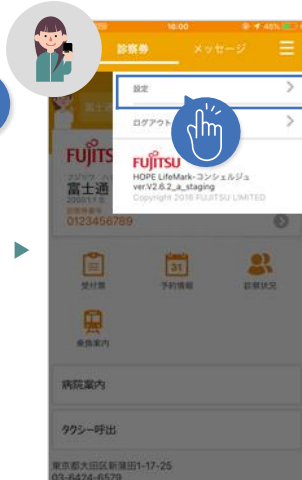 16:00
48%
診察券 メッセージ
設定
ログアウト
FUJITSU
HOPE LifeMark-コンシェルジュ
ver.V2.6.2_a_staging
Copyright 2018 FUJITSU LIMITED
富士通
0123456789
31
受付票 予約情報 診察状況
乗換案内
病院案内
タクシー呼出
東京都大田区新蒲田1-17-25
03-6424-6579